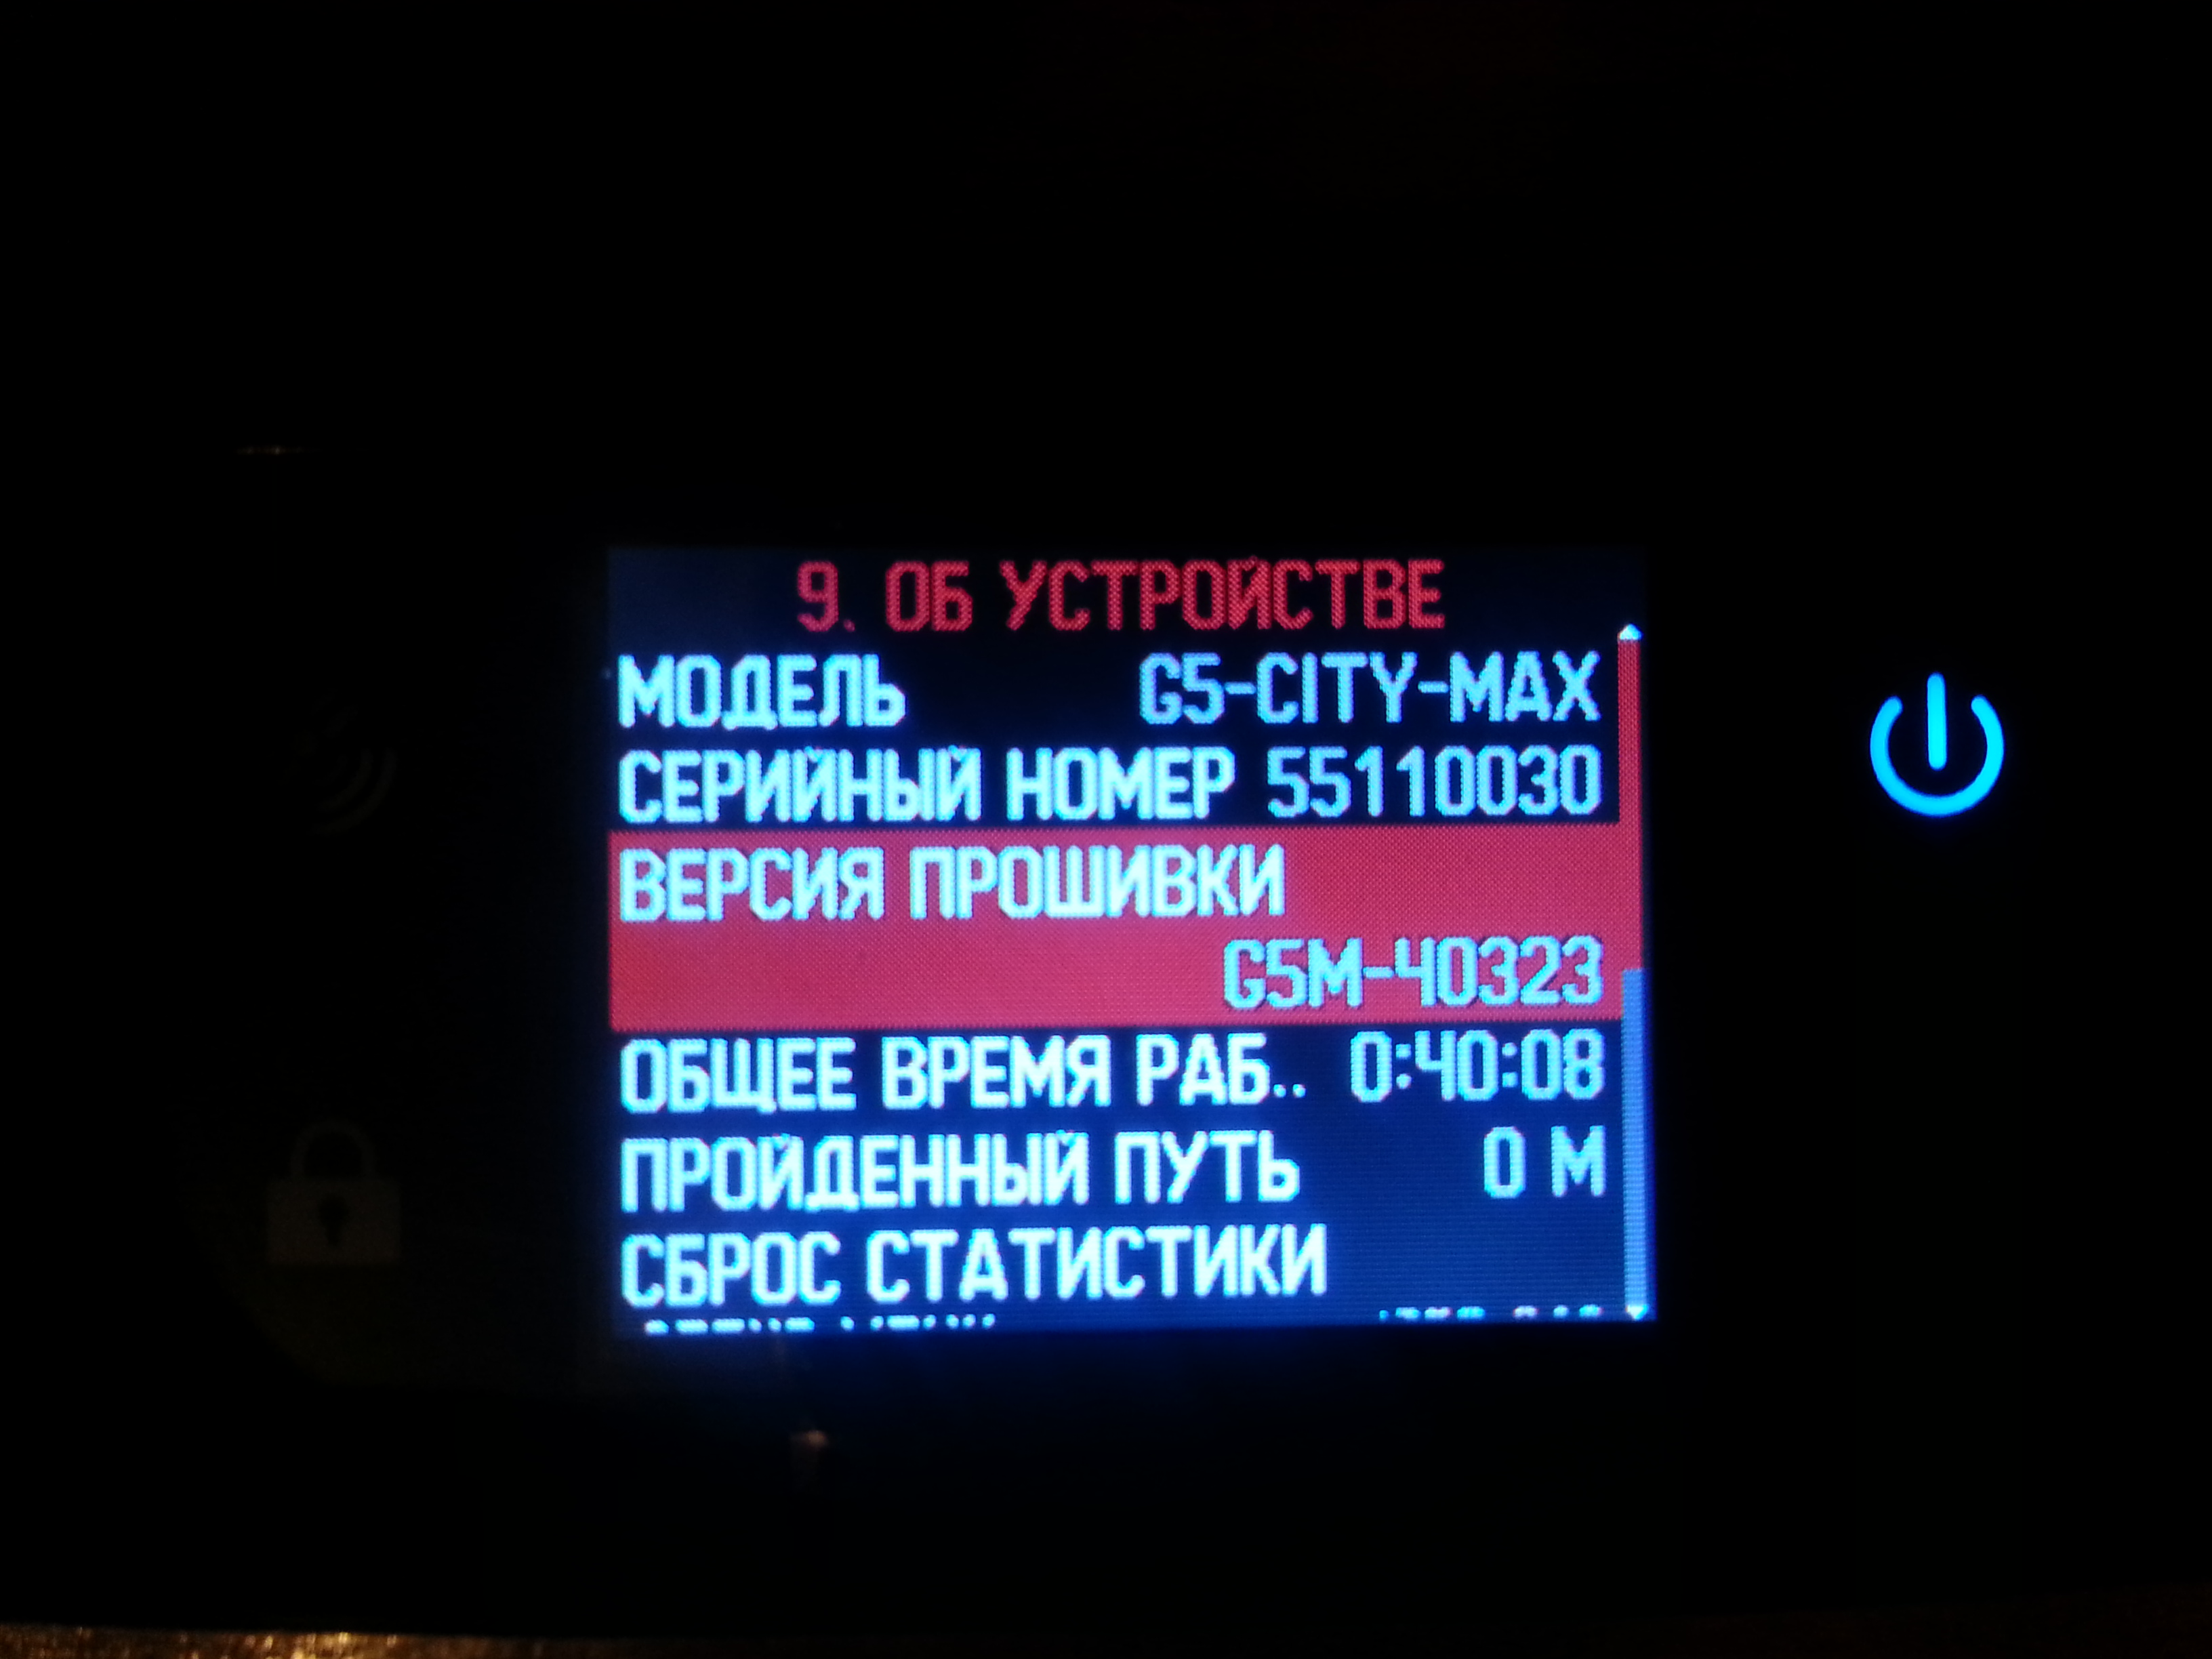 9. ОБ УСТРОЙСТВЕ
МОДЕЛЬ G5-CITY-MAX
СЕРИЙНЫЙ НОМЕР 55110030
ВЕРСИЯ ПРОШИВКИ
G5M-40323
ОБЩЕЕ ВРЕМЯ РАБ.. 0:40:08
ПРОЙДЕННЫЙ ПУТЬ 0 М
СБРОС СТАТИСТИКИ